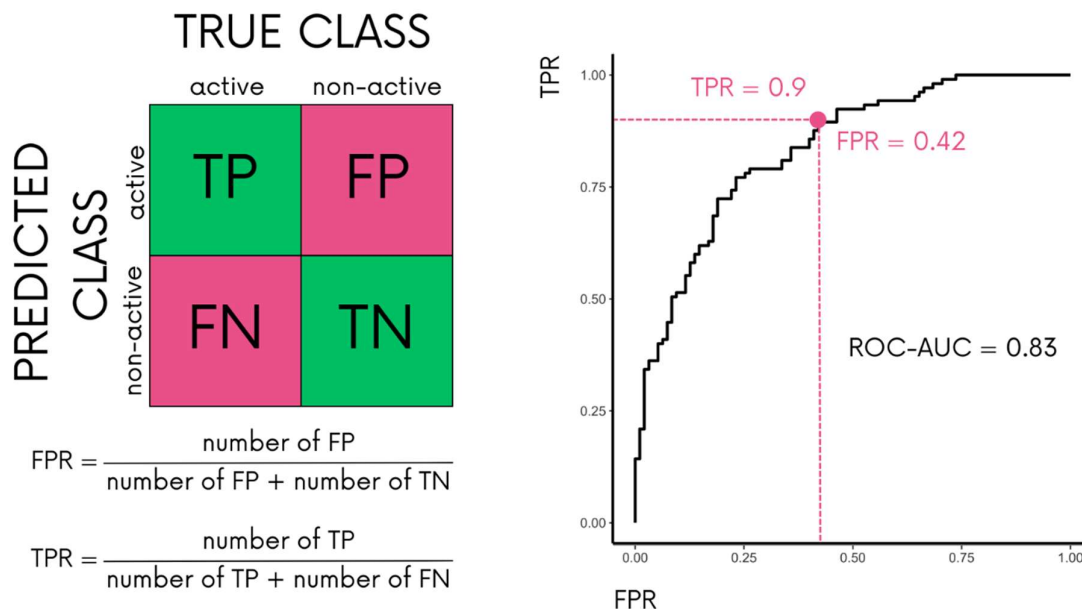 TRUE CLASS
active
non-active
PREDICTED
CLASS
active
non-active
TP
FP
FN
TN
FPR =
number of FP
number of FP + number of TN
TPR =
number of TP
number of TP + number of FN
TPR
1.00
0.75
0.50
0.25
0.00
TPR = 0.9
FPR = 0.42
ROC-AUC = 0.83
0.00
0.25
0.50
0.75
1.00
FPR